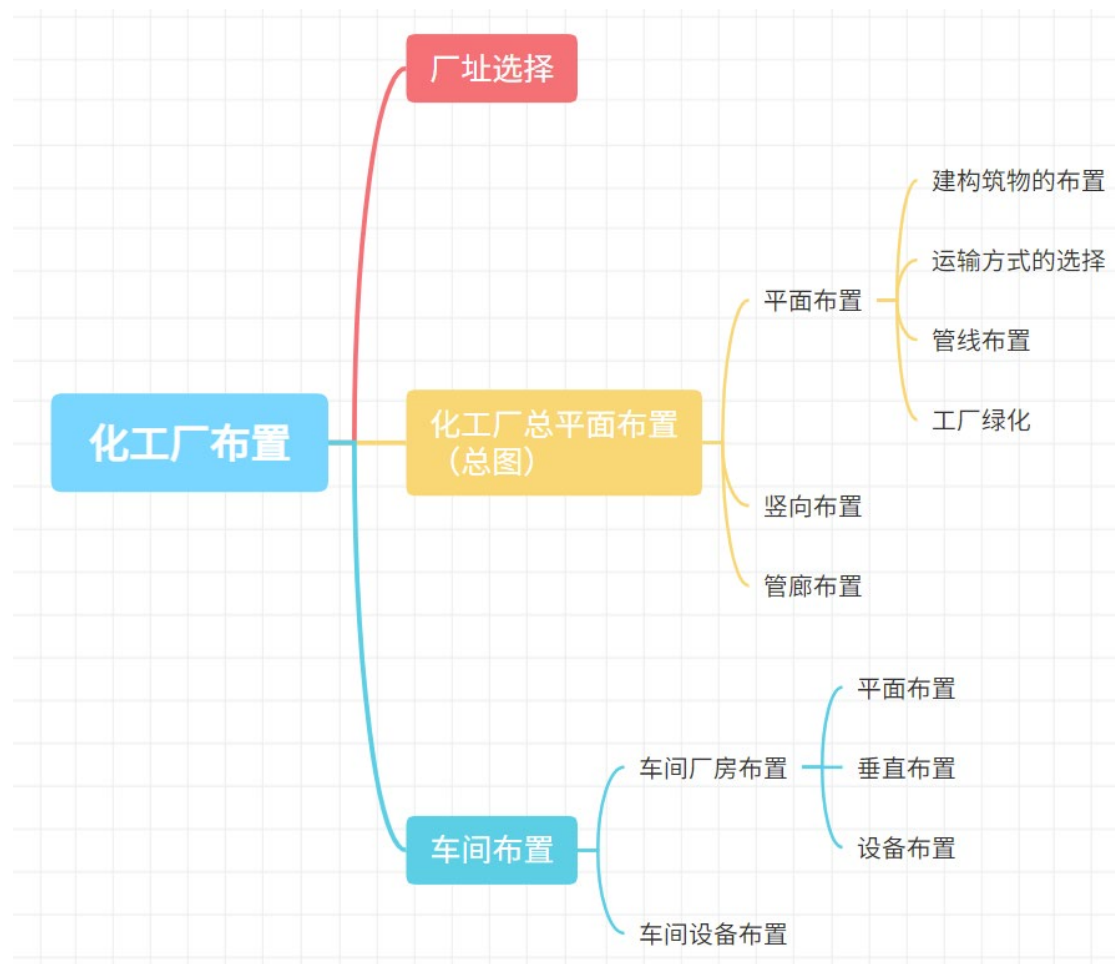 厂址选择
建构筑物的布置
运输方式的选择
平面布置
管线布置
工厂绿化
化工厂布置
化工厂总平面布置
（总图）
竖向布置
管廊布置
平面布置
车间厂房布置
垂直布置
设备布置
车间布置
车间设备布置